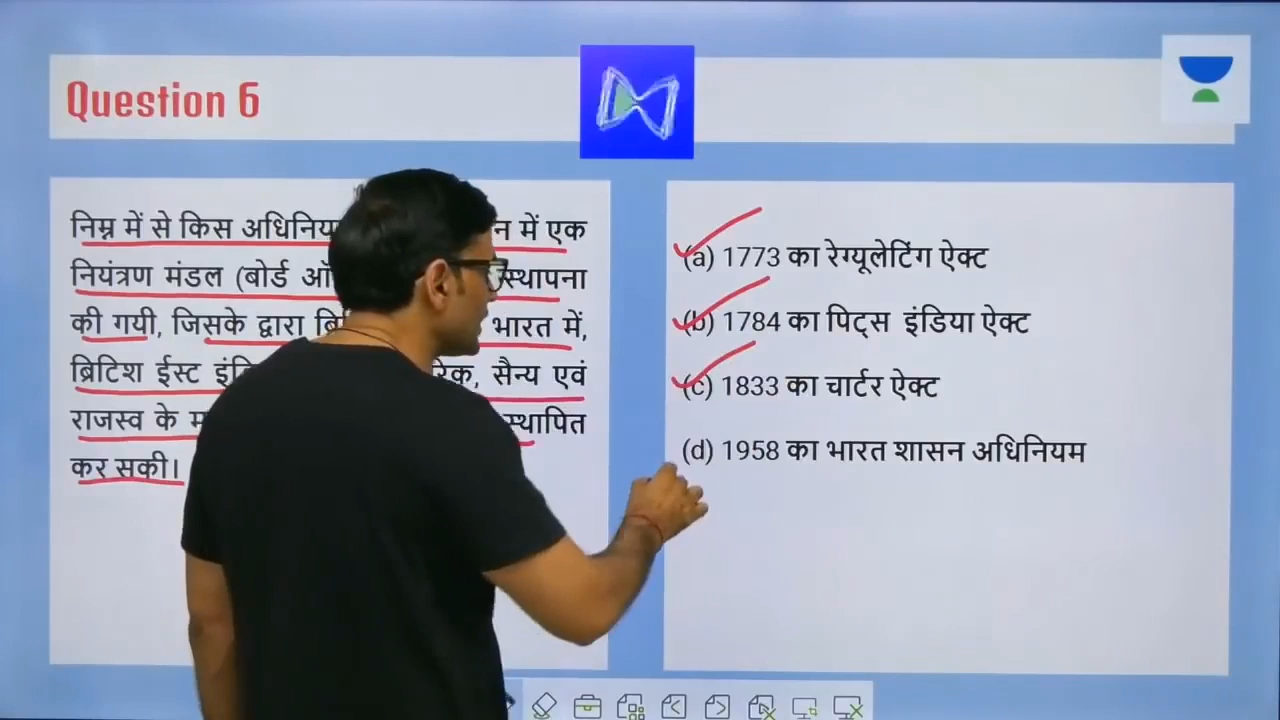 Question 6
निम्न में से किस
में एक
नियंत्रण मंडल (बोर्ड
स्थापना
की गयी, जिसके द्वारा
भारत में,
ब्रिटिश ईस्ट
सैन्य एवं
राजस्व के
स्थापित
कर सकी।
(a) 1773 का रेग्यूलेटिंग ऐक्ट
(b) 1784 का पिट्स इंडिया ऐक्ट
(c) 1833 का चार्टर ऐक्ट
(d) 1958 का भारत शासन अधिनियम